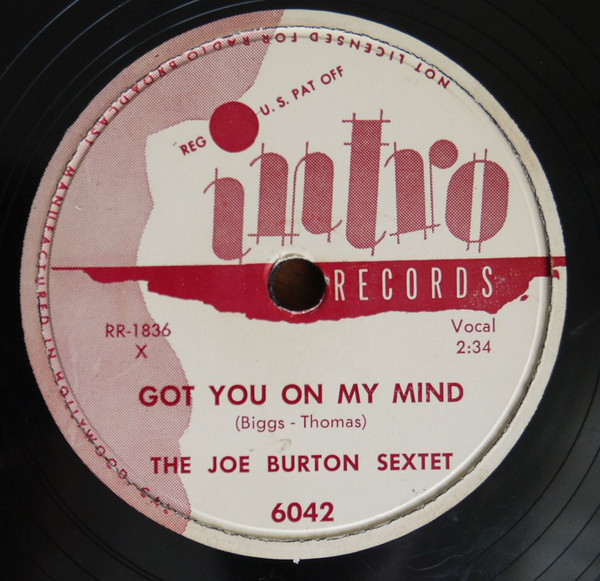 NOT LICENSED FOR RADIO BROADCAST MANUFACTURED IN HOLLYWOOD, CAL.
REG U.S. PAT OFF
intro
RECORDS
RR-1836
X
Vocal
2:34
GOT YOU ON MY MIND
(Biggs - Thomas)
THE JOE BURTON SEXTET
6042